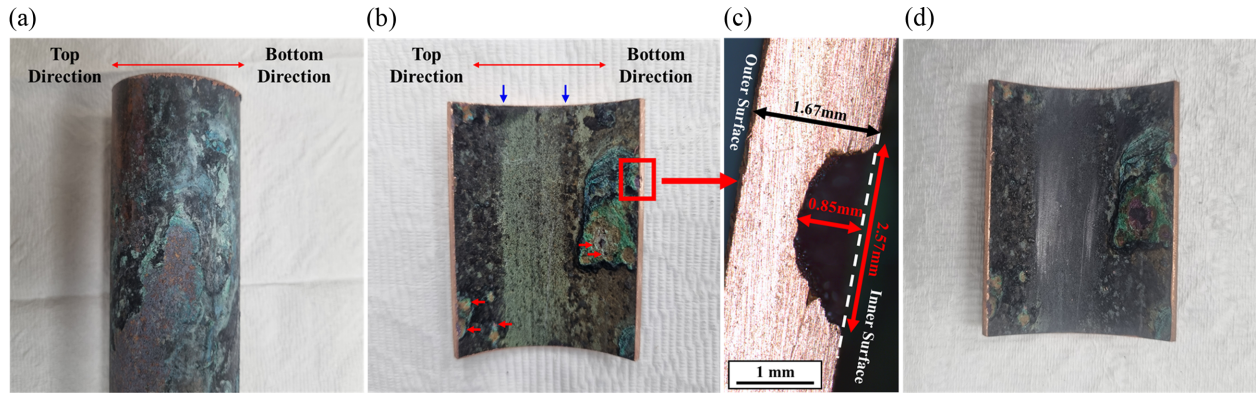 (a)
Top
Direction
Bottom
Direction
(b)
Top
Direction
Bottom
Direction
(c)
Outer Surface
1.67mm
0.85mm
2.57mm
Inner Surface
1 mm
(d)